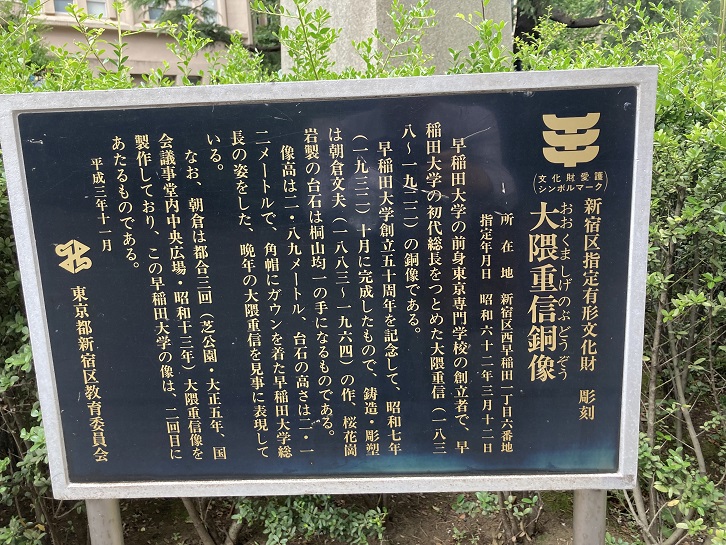 文化財愛護
シンボルマーク
新宿区指定有形文化財 彫刻
おおくましげのぶどうぞう
大隈重信銅像
所在地 新宿区西早稲田一丁目六番地
指定年月日 昭和六十二年三月十二日
早稲田大学の前身東京専門学校の創立者で、早
稲田大学の初代総長をつとめた大隈重信（一八三
八〜一九二二）の銅像である。
早稲田大学創立五十周年を記念して、昭和七年
（一九三二）十月に完成したもので、鋳造・彫塑
は朝倉文夫（一八八三〜一九六四）の作、桜花崗
岩製の台石は桐山均一の手になるものである。
像高は二・八九メートル、台石の高さは二・一
二メートルで、角帽にガウンを着た早稲田大学総
長の姿をした、晩年の大隈重信を見事に表現して
いる。
なお、朝倉は都合三回（芝公園・大正五年、国
会議事堂内中央広場・昭和十三年）大隈重信像を
製作しており、この早稲田大学の像は、二回目に
あたるものである。
平成三年十一月
東京都新宿区教育委員会